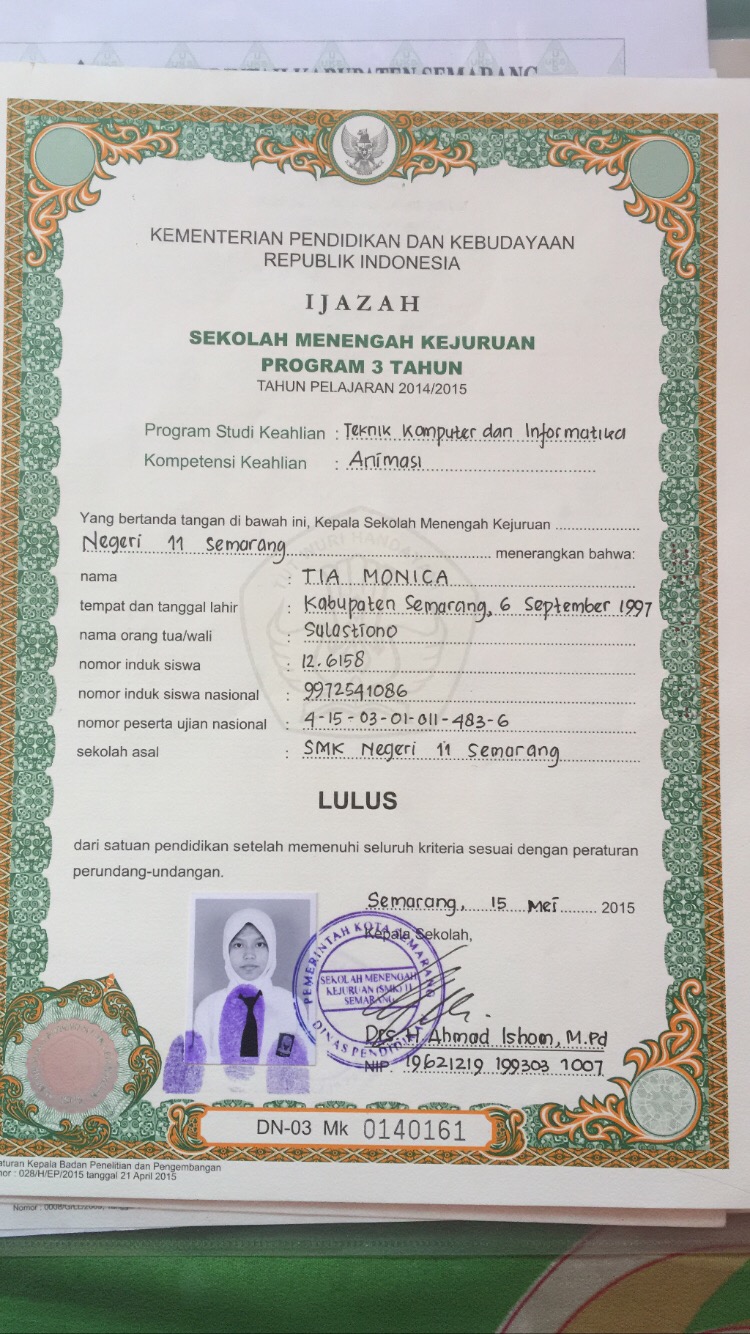 KABUPATEN SEMARANG
KEMENTERIAN PENDIDIKAN DAN KEBUDAYAAN
REPUBLIK INDONESIA
IJAZAH
SEKOLAH MENENGAH KEJURUAN
PROGRAM 3 TAHUN
TAHUN PELAJARAN 2014/2015
Program Studi Keahlian : Teknik Komputer dan Informatika
Kompetensi Keahlian : Animasi
Yang bertanda tangan di bawah ini, Kepala Sekolah Menengah Kejuruan
Negeri 11 Semarang menerangkan bahwa:
nama : TIA MONICA
tempat dan tanggal lahir : Kabupaten Semarang, 6 September 1997
nama orang tua/wali : Sulastiono
nomor induk siswa : 12.6158
nomor induk siswa nasional : 9972541086
nomor peserta ujian nasional : 4-15-03-01-011-483-6
sekolah asal : SMK Negeri 11 Semarang
LULUS
dari satuan pendidikan setelah memenuhi seluruh kriteria sesuai dengan peraturan
perundang-undangan.
Semarang, 15 Mei 2015
Kepala Sekolah,
PEMERINTAH KOTA SEMARANG
SEKOLAH MENENGAH
KEJURUAN (SMK) 11
SEMARANG
DINAS PENDIDIKAN
Drs. H Ahmad Ishom, M.Pd
NIP. 19621219 199303 1007
DN-03 Mk 0140161
Kepala Badan Penelitian dan Pengembangan
: 028/H/EP/2015 tanggal 21 April 2015
Nomor :